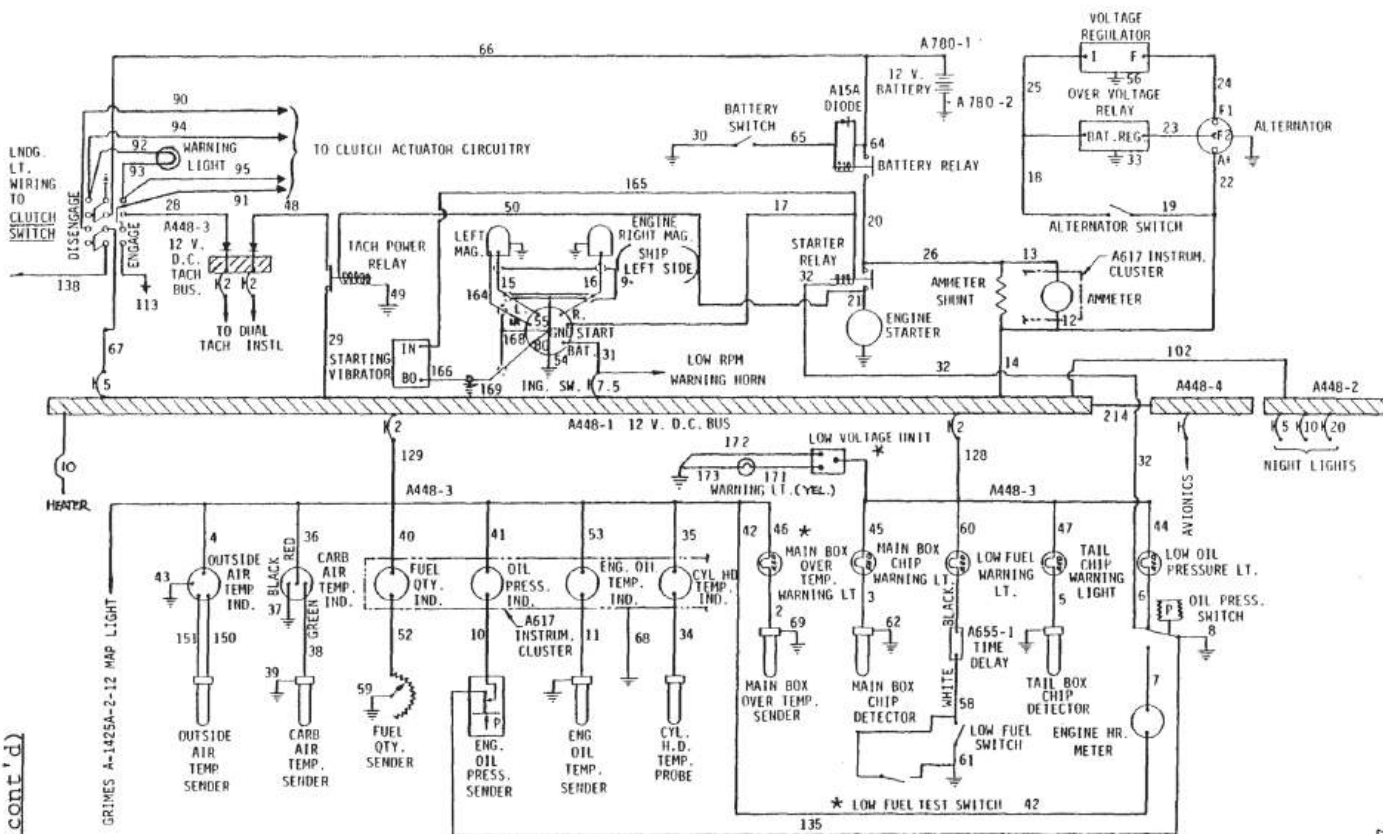 66
A780-1
12 V.
BATTERY
A 780 -2
VOLTAGE
REGULATOR
I F
56
24
25
OVER VOLTAGE
RELAY
BAT.REG
23
33
F1
F2
A+
ALTERNATOR
22
18
19
ALTERNATOR SWITCH
A15A
DIODE
BATTERY
SWITCH
30
65
64
BATTERY RELAY
90
94
92
WARNING
LIGHT
93
95
91
TO CLUTCH ACTUATOR CIRCUITRY
LNDG.
LT.
WIRING
TO
CLUTCH
SWITCH
DISENGAGE
ENGAGE
138
113
28
48
A448-3
12 V.
D.C.
TACH
BUS.
2
2
TO DUAL
TACH INSTL
67
5
165
50
17
20
TACH POWER
RELAY
49
29
LEFT
MAG.
ENGINE
RIGHT MAG.
SHIP
LEFT SIDE
9
15
16
164
L.
R.
55
168
GND
START
BO
BAT.
54
31
169
ING. SW.
7.5
LOW RPM
WARNING HORN
STARTING
VIBRATOR
IN
BO
166
STARTER
RELAY
32
21
ENGINE
STARTER
26
13
A617 INSTRUM.
CLUSTER
AMMETER
SHUNT
AMMETER
12
32
14
102
A448-4
A448-2
214
A448-1 12 V. D.C. BUS
5 10 20
NIGHT LIGHTS
AVIONICS
10
HEATER
2
129
2
128
32
172
LOW VOLTAGE UNIT
*
173
171
WARNING LT.(YEL.)
A448-3
A448-3
GRIMES A-1425A-2-12 MAP LIGHT
4
43
OUTSIDE
AIR
TEMP.
IND.
151
150
OUTSIDE
AIR
TEMP.
SENDER
36
RED
BLACK
37
GREEN
38
39
CARB
AIR
TEMP.
IND.
CARB
AIR
TEMP.
SENDER
40
FUEL
QTY.
IND.
52
59
FUEL
QTY.
SENDER
41
OIL
PRESS.
IND.
A617
INSTRUM.
CLUSTER
10
P
ENG.
OIL
PRESS.
SENDER
53
ENG. OIL
TEMP.
IND.
11
ENG
OIL
TEMP.
SENDER
35
CYL HD
TEMP.
IND.
68
34
CYL.
H.D.
TEMP.
PROBE
42
46
*
MAIN BOX
OVER
TEMP.
WARNING LT
2
69
MAIN BOX
OVER TEMP.
SENDER
45
MAIN BOX
CHIP
WARNING LT.
3
62
MAIN BOX
CHIP
DETECTOR
60
LOW FUEL
WARNING
LT.
BLACK
A655-1
TIME
DELAY
WHITE
58
LOW FUEL
SWITCH
61
47
TAIL
CHIP
WARNING
LIGHT
5
TAIL BOX
CHIP
DETECTOR
44
LOW OIL
PRESSURE LT.
6
P
OIL PRESS.
SWITCH
8
7
ENGINE HR.
METER
* LOW FUEL TEST SWITCH 42
135
cont'd)